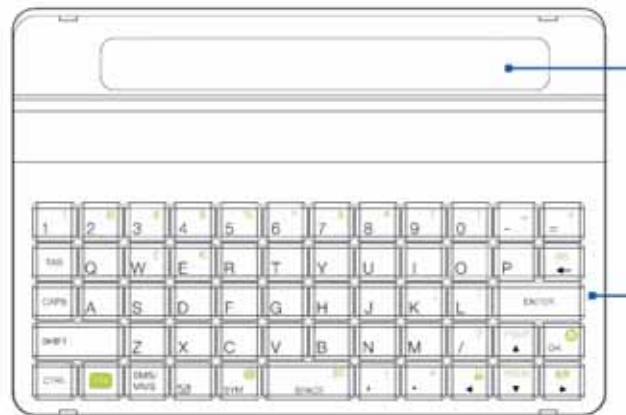 1 2 3 4 5 6 7 8 9 0 - =
TAB Q W E R T Y U I O P
CAPS A S D F G H J K L ENTER
SHIFT Z X C V B N M / OK
CTRL SMS/ MMS SYM SPACE